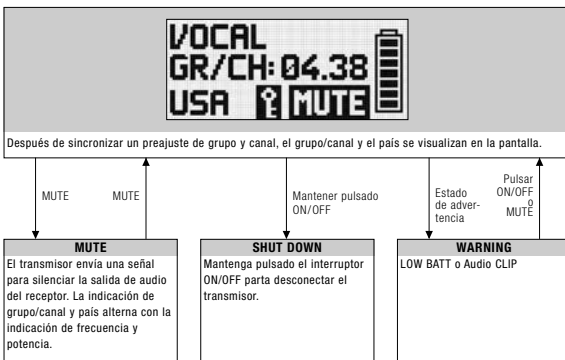 VOCAL
GR/CH: 04.38
USA MUTE
Después de sincronizar un preajuste de grupo y canal, el grupo/canal y el país se visualizan en la pantalla.
MUTE
MUTE
Mantener pulsado
ON/OFF
Estado
de adver-
tencia
Pulsar
ON/OFF
o
MUTE
MUTE
El transmisor envía una señal
para silenciar la salida de audio
del receptor. La indicación de
grupo/canal y país alterna con la
indicación de frecuencia y
potencia.
SHUT DOWN
Mantenga pulsado el interruptor
ON/OFF parta desconectar el
transmisor.
WARNING
LOW BATT o Audio CLIP